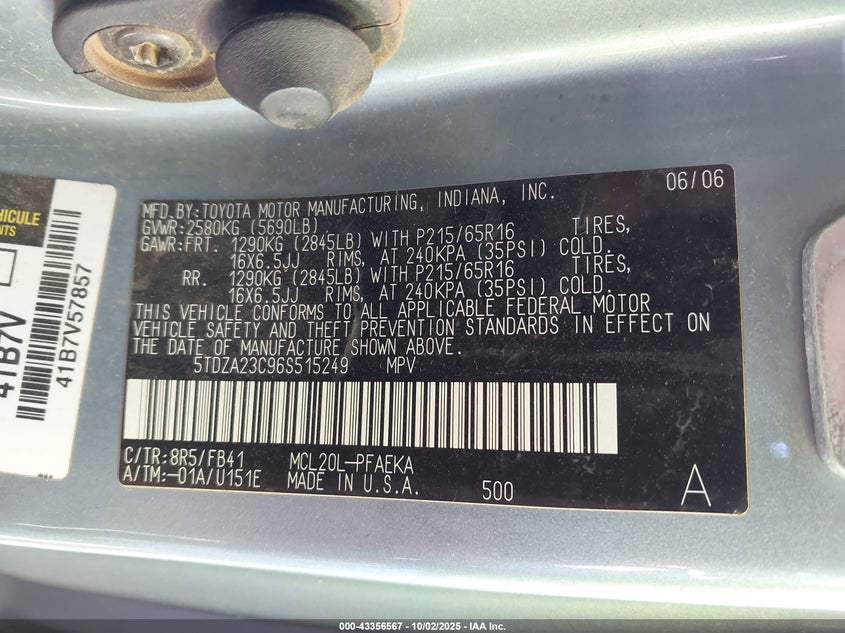 HICULE
OCCASION
41B7V
41B7V57857
MFD.BY:TOYOTA MOTOR MANUFACTURING, INDIANA, INC. 06/06
GVWR:2580KG (5690LB)
GAWR:FRT. 1290KG (2845LB) WITH P215/65R16 TIRES,
16X6.5JJ RIMS, AT 240KPA (35PSI) COLD.
RR. 1290KG (2845LB) WITH P215/65R16 TIRES,
16X6.5JJ RIMS, AT 240KPA (35PSI) COLD.
THIS VEHICLE CONFORMS TO ALL APPLICABLE FEDERAL MOTOR
VEHICLE SAFETY AND THEFT PREVENTION STANDARDS IN EFFECT ON
THE DATE OF MANUFACTURE SHOWN ABOVE.
5TDZA23C96S515249 MPV
C/TR:8R5/FB41 MCL20L-PFAEKA
A/TM:-01A/U151E MADE IN U.S.A. 500 A
000-43356567 | 10/02/2025 | IAA Inc.